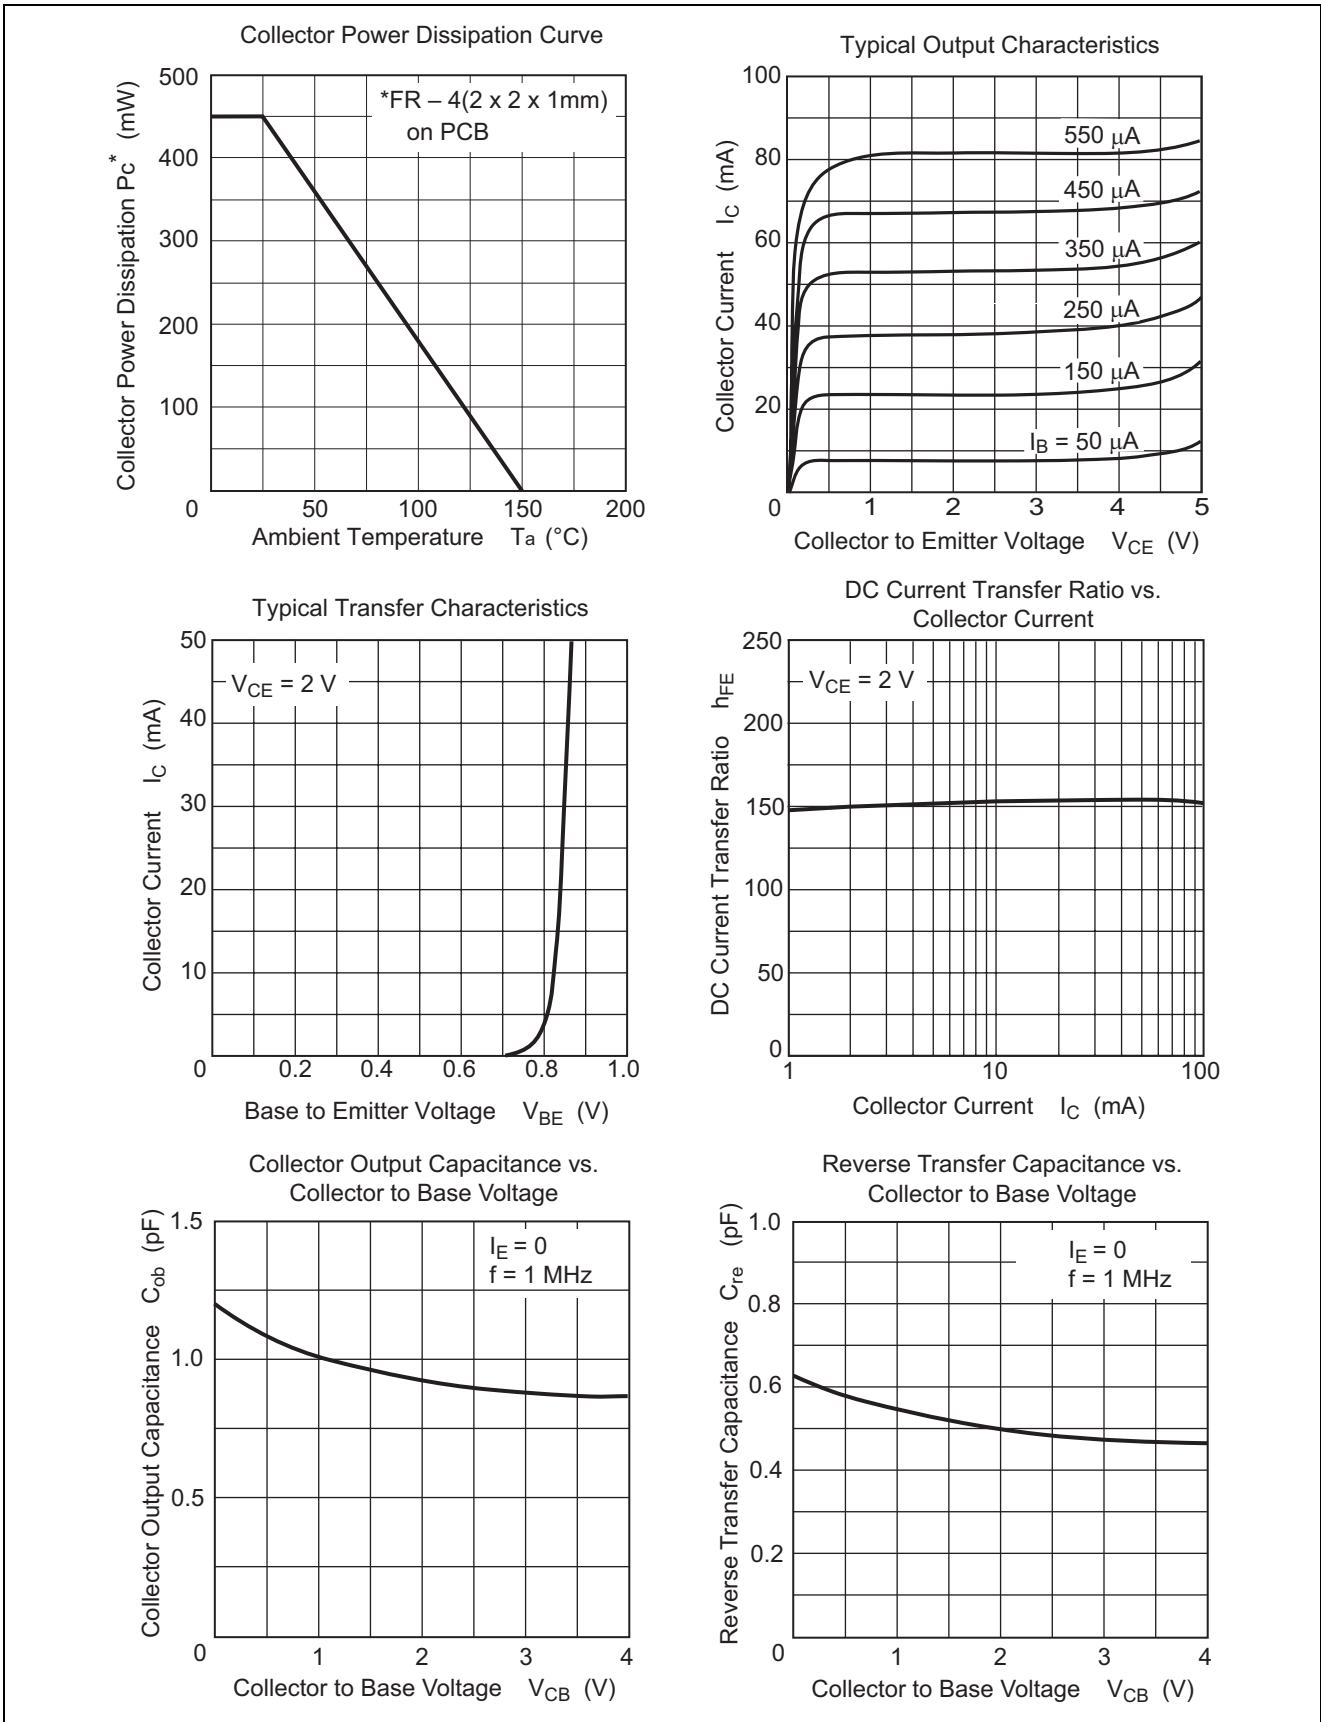 Collector Power Dissipation Curve
Collector Power Dissipation Pc* (mW)
500
400
300
200
100
0
*FR – 4(2 x 2 x 1mm)
on PCB
50
100
150
200
Ambient Temperature Ta (°C)
Typical Output Characteristics
Collector Current IC (mA)
100
80
60
40
20
0
550 μA
450 μA
350 μA
250 μA
150 μA
IB = 50 μA
1
2
3
4
5
Collector to Emitter Voltage VCE (V)
Typical Transfer Characteristics
Collector Current IC (mA)
50
40
30
20
10
0
VCE = 2 V
0.2
0.4
0.6
0.8
1.0
Base to Emitter Voltage VBE (V)
DC Current Transfer Ratio vs.
Collector Current
DC Current Transfer Ratio hFE
250
200
150
100
50
0
VCE = 2 V
1
10
100
Collector Current IC (mA)
Collector Output Capacitance vs.
Collector to Base Voltage
Collector Output Capacitance Cob (pF)
1.5
1.0
0.5
0
IE = 0
f = 1 MHz
1
2
3
4
Collector to Base Voltage VCB (V)
Reverse Transfer Capacitance vs.
Collector to Base Voltage
Reverse Transfer Capacitance Cre (pF)
1.0
0.8
0.6
0.4
0.2
0
IE = 0
f = 1 MHz
1
2
3
4
Collector to Base Voltage VCB (V)